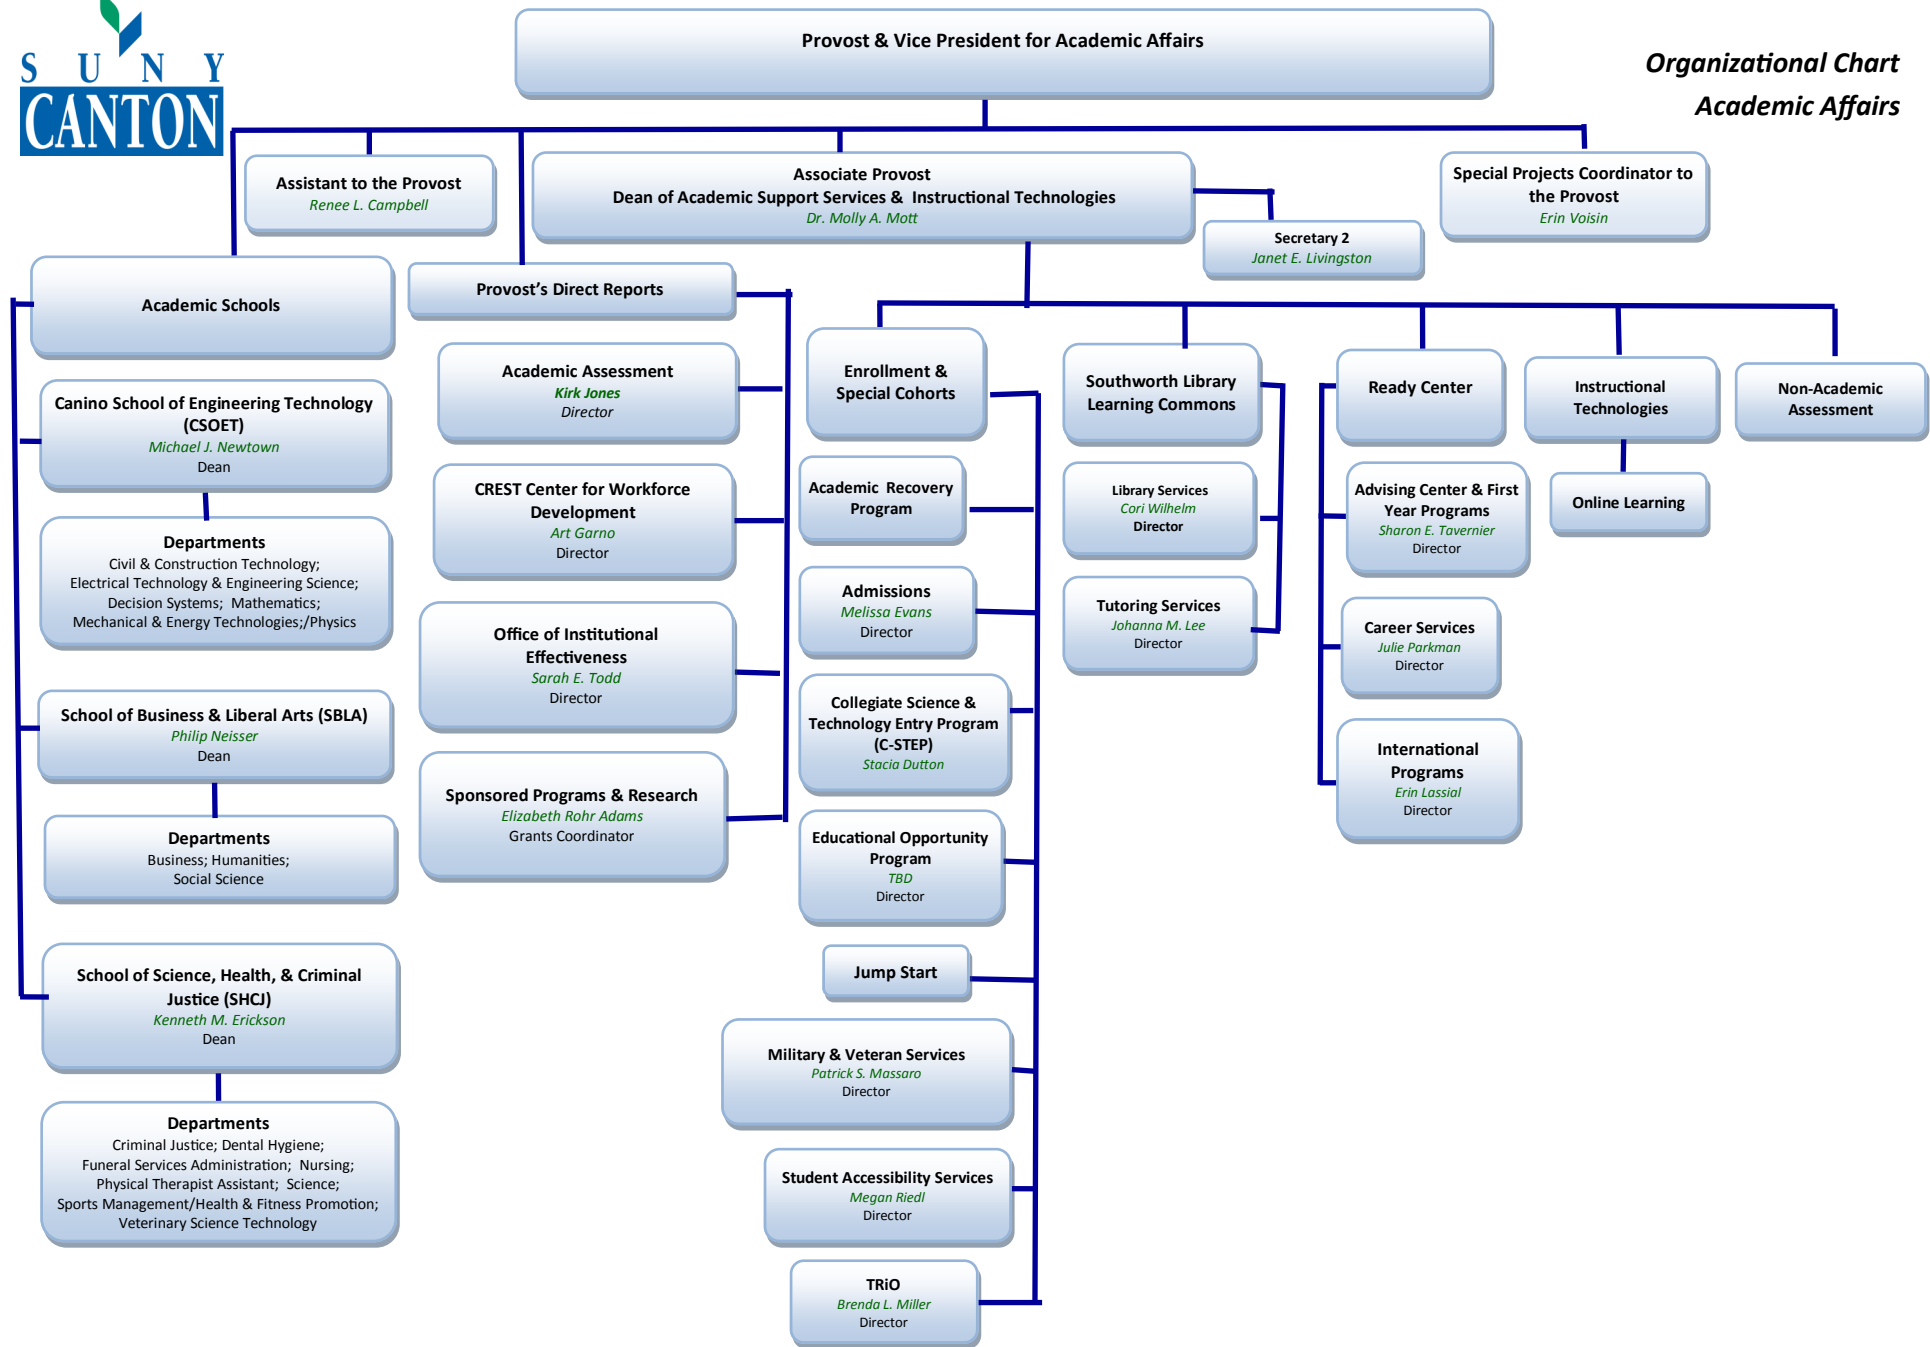 S U N Y
CANTON
Provost & Vice President for Academic Affairs
Organizational Chart
Academic Affairs
Assistant to the Provost
Renee L. Campbell
Associate Provost
Dean of Academic Support Services &  Instructional Technologies
Dr. Molly A. Mott
Special Projects Coordinator to
the Provost
Erin Voisin
Secretary 2
Janet E. Livingston
Academic Schools
Canino School of Engineering Technology
(CSOET)
Michael J. Newtown
Dean
Departments
Civil & Construction Technology;
Electrical Technology & Engineering Science;
Decision Systems;  Mathematics;
Mechanical & Energy Technologies;/Physics
School of Business & Liberal Arts (SBLA)
Philip Neisser
Dean
Departments
Business; Humanities;
Social Science
School of Science, Health, & Criminal
Justice (SHCJ)
Kenneth M. Erickson
Dean
Departments
Criminal Justice; Dental Hygiene;
Funeral Services Administration;  Nursing;
Physical Therapist Assistant;  Science;
Sports Management/Health & Fitness Promotion;
Veterinary Science Technology
Provost's Direct Reports
Academic Assessment
Kirk Jones
Director
CREST Center for Workforce
Development
Art Garno
Director
Office of Institutional
Effectiveness
Sarah E. Todd
Director
Sponsored Programs & Research
Elizabeth Rohr Adams
Grants Coordinator
Enrollment &
Special Cohorts
Academic  Recovery
Program
Admissions
Melissa Evans
Director
Collegiate Science &
Technology Entry Program
(C-STEP)
Stacia Dutton
Educational Opportunity
Program
TBD
Director
Jump Start
Military & Veteran Services
Patrick S. Massaro
Director
Student Accessibility Services
Megan Riedl
Director
TRiO
Brenda L. Miller
Director
Southworth Library
Learning Commons
Library Services
Cori Wilhelm
Director
Tutoring Services
Johanna M. Lee
Director
Ready Center
Advising Center & First
Year Programs
Sharon E. Tavernier
Director
Career Services
Julie Parkman
Director
International
Programs
Erin Lassial
Director
Instructional
Technologies
Online Learning
Non-Academic
Assessment